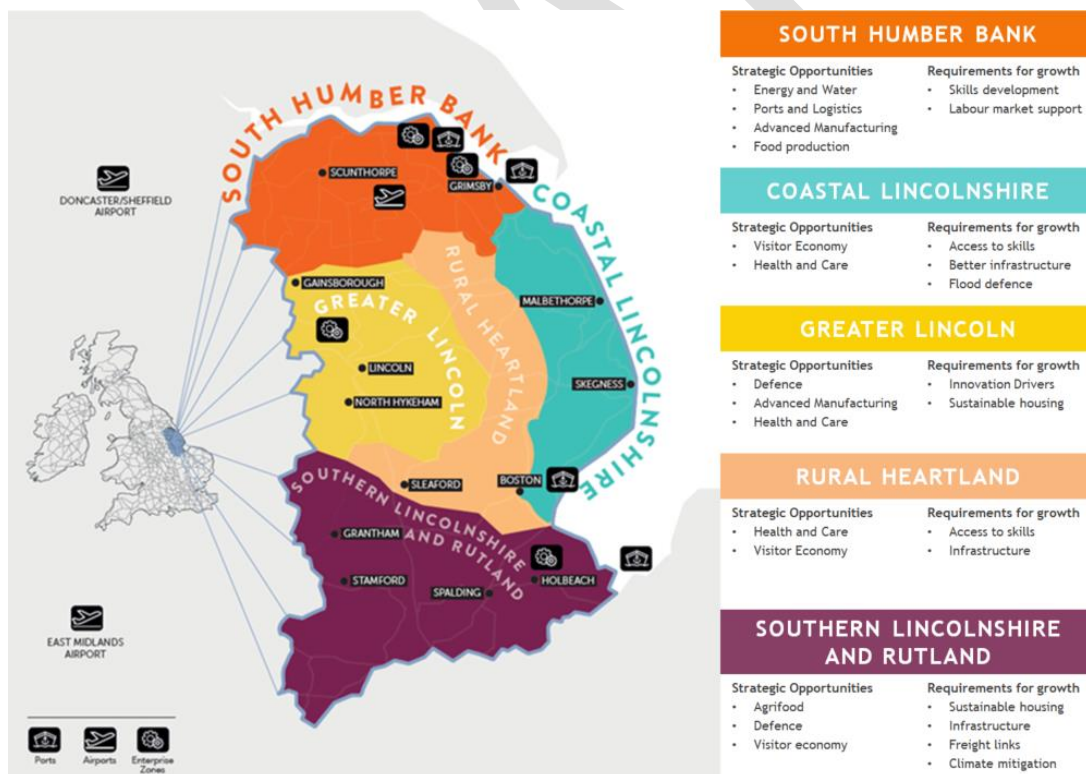 SOUTH HUMBER BANK
COASTAL LINCOLNSHIRE
GREATER LINCOLN
RURAL HEARTLAND
SOUTHERN LINCOLNSHIRE
AND RUTLAND
DONCASTER/SHEFFIELD
AIRPORT
SCUNTHORPE
GRIMSBY
GAINSBOROUGH
MALBETHORPE
LINCOLN
SKEGNESS
NORTH HYKEHAM
SLEAFORD
BOSTON
GRANTHAM
STAMFORD
SPALDING
HOLBEACH
EAST MIDLANDS
AIRPORT
Ports
Airports
Enterprise
Zones
SOUTH HUMBER BANK
Strategic Opportunities
• Energy and Water
• Ports and Logistics
• Advanced Manufacturing
• Food production
Requirements for growth
• Skills development
• Labour market support
COASTAL LINCOLNSHIRE
Strategic Opportunities
• Visitor Economy
• Health and Care
Requirements for growth
• Access to skills
• Better infrastructure
• Flood defence
GREATER LINCOLN
Strategic Opportunities
• Defence
• Advanced Manufacturing
• Health and Care
Requirements for growth
• Innovation Drivers
• Sustainable housing
RURAL HEARTLAND
Strategic Opportunities
• Health and Care
• Visitor Economy
Requirements for growth
• Access to skills
• Infrastructure
SOUTHERN LINCOLNSHIRE
AND RUTLAND
Strategic Opportunities
• Agrifood
• Defence
• Visitor economy
Requirements for growth
• Sustainable housing
• Infrastructure
• Freight links
• Climate mitigation